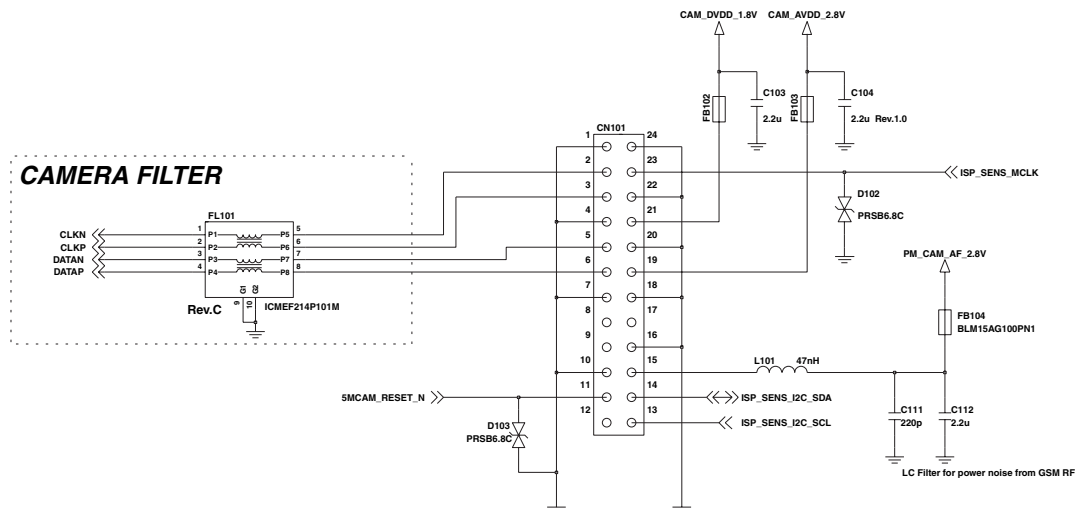 CAM_DVDD_1.8V
CAM_AVDD_2.8V
FB102
C103
2.2u
FB103
C104
2.2u Rev.1.0
CN101
1
24
2
23
3
22
4
21
5
20
6
19
7
18
8
17
9
16
10
15
11
14
12
13
ISP_SENS_MCLK
D102
PRSB6.8C
CAMERA FILTER
FL101
CLKN
1
P1
P5
5
CLKP
2
P2
P6
6
DATAN
3
P3
P7
7
DATAP
4
P4
P8
8
G1
G2
9
10
Rev.C
ICMEF214P101M
PM_CAM_AF_2.8V
FB104
BLM15AG100PN1
L101
47nH
5MCAM_RESET_N
ISP_SENS_I2C_SDA
ISP_SENS_I2C_SCL
D103
PRSB6.8C
C111
220p
C112
2.2u
LC Filter for power noise from GSM RF